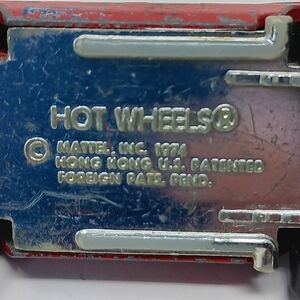 HOT WHEELS®
© MATTEL, INC. 1974
HONG KONG U.S. PATENTED
FOREIGN PATS. PEND.